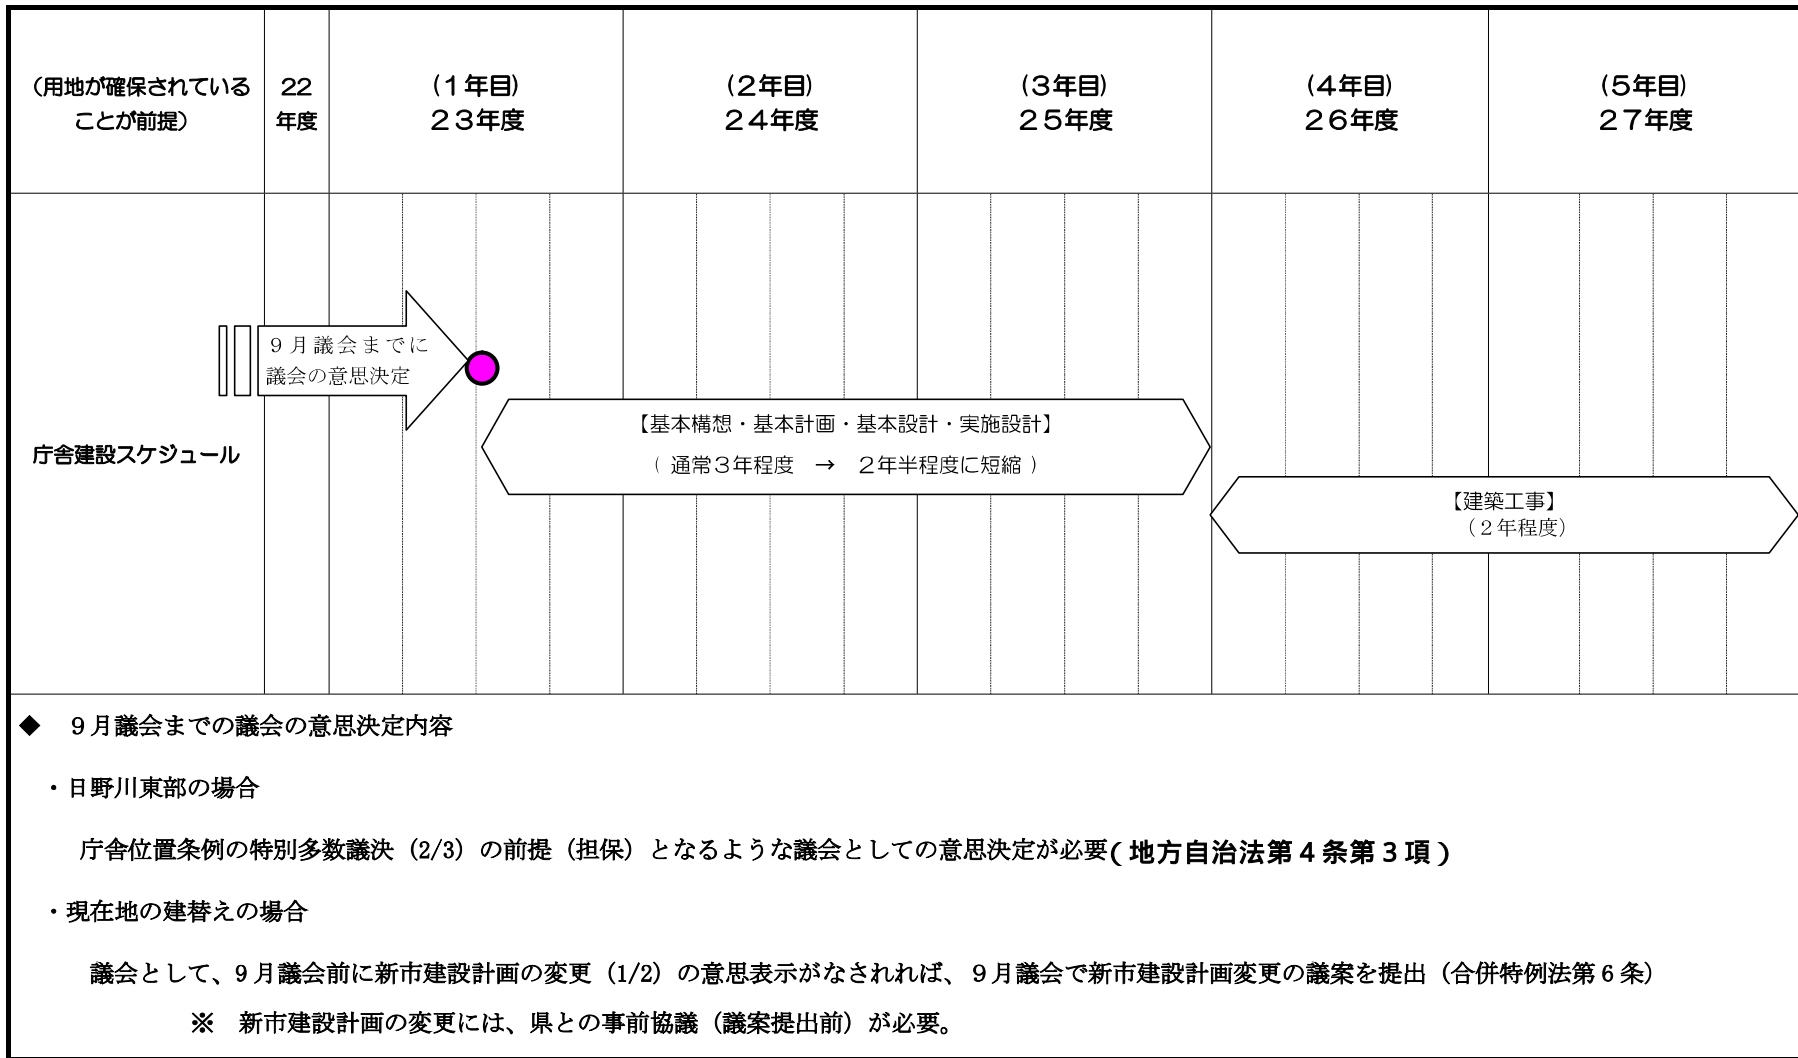 （用地が確保されている
ことが前提）
22
年度
(１年目)
２３年度
(２年目)
２４年度
(３年目)
２５年度
(４年目)
２６年度
(５年目)
２７年度
庁舎建設スケジュール
９月議会までに
議会の意思決定
【基本構想・基本計画・基本設計・実施設計】
（ 通常３年程度　→　２年半程度に短縮 ）
【建築工事】
（２年程度）
◆　９月議会までの議会の意思決定内容
・日野川東部の場合
庁舎位置条例の特別多数議決（2/3）の前提（担保）となるような議会としての意思決定が必要(地方自治法第４条第３項)
・現在地の建替えの場合
議会として、９月議会前に新市建設計画の変更（1/2）の意思表示がなされれば、９月議会で新市建設計画変更の議案を提出（合併特例法第６条）
※　新市建設計画の変更には、県との事前協議（議案提出前）が必要。